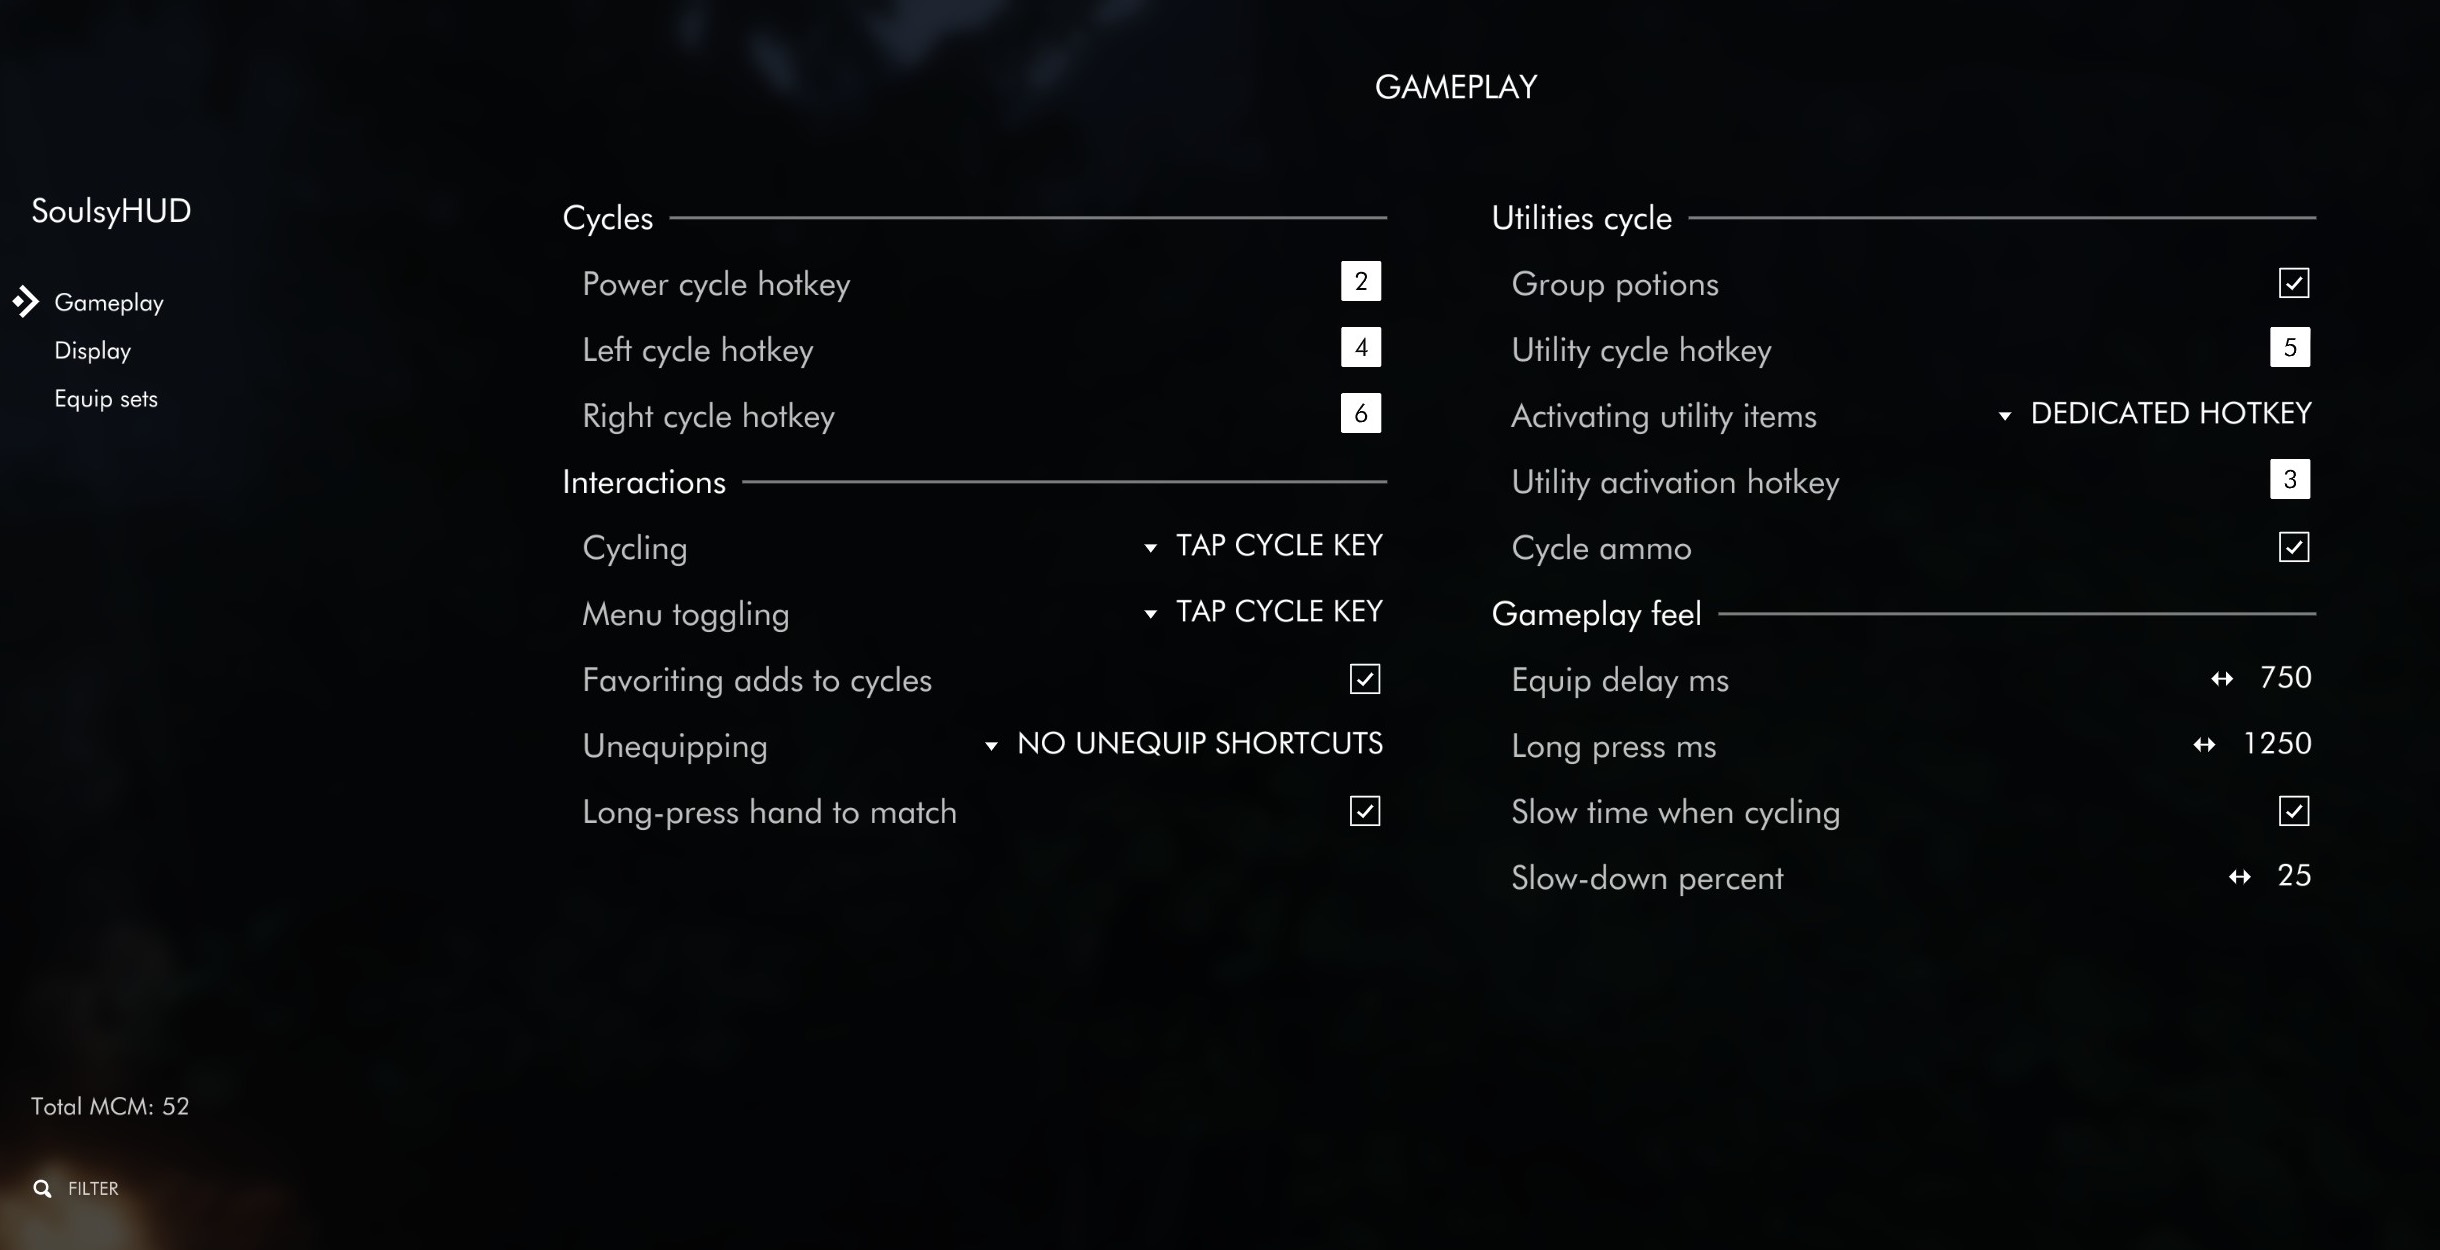 GAMEPLAY
SoulsyHUD
Gameplay
Display
Equip sets
Cycles
Power cycle hotkey 2
Left cycle hotkey 4
Right cycle hotkey 6
Interactions
Cycling TAP CYCLE KEY
Menu toggling TAP CYCLE KEY
Favoriting adds to cycles
Unequipping NO UNEQUIP SHORTCUTS
Long-press hand to match
Utilities cycle
Group potions
Utility cycle hotkey 5
Activating utility items DEDICATED HOTKEY
Utility activation hotkey 3
Cycle ammo
Gameplay feel
Equip delay ms 750
Long press ms 1250
Slow time when cycling
Slow-down percent 25
Total MCM: 52
FILTER